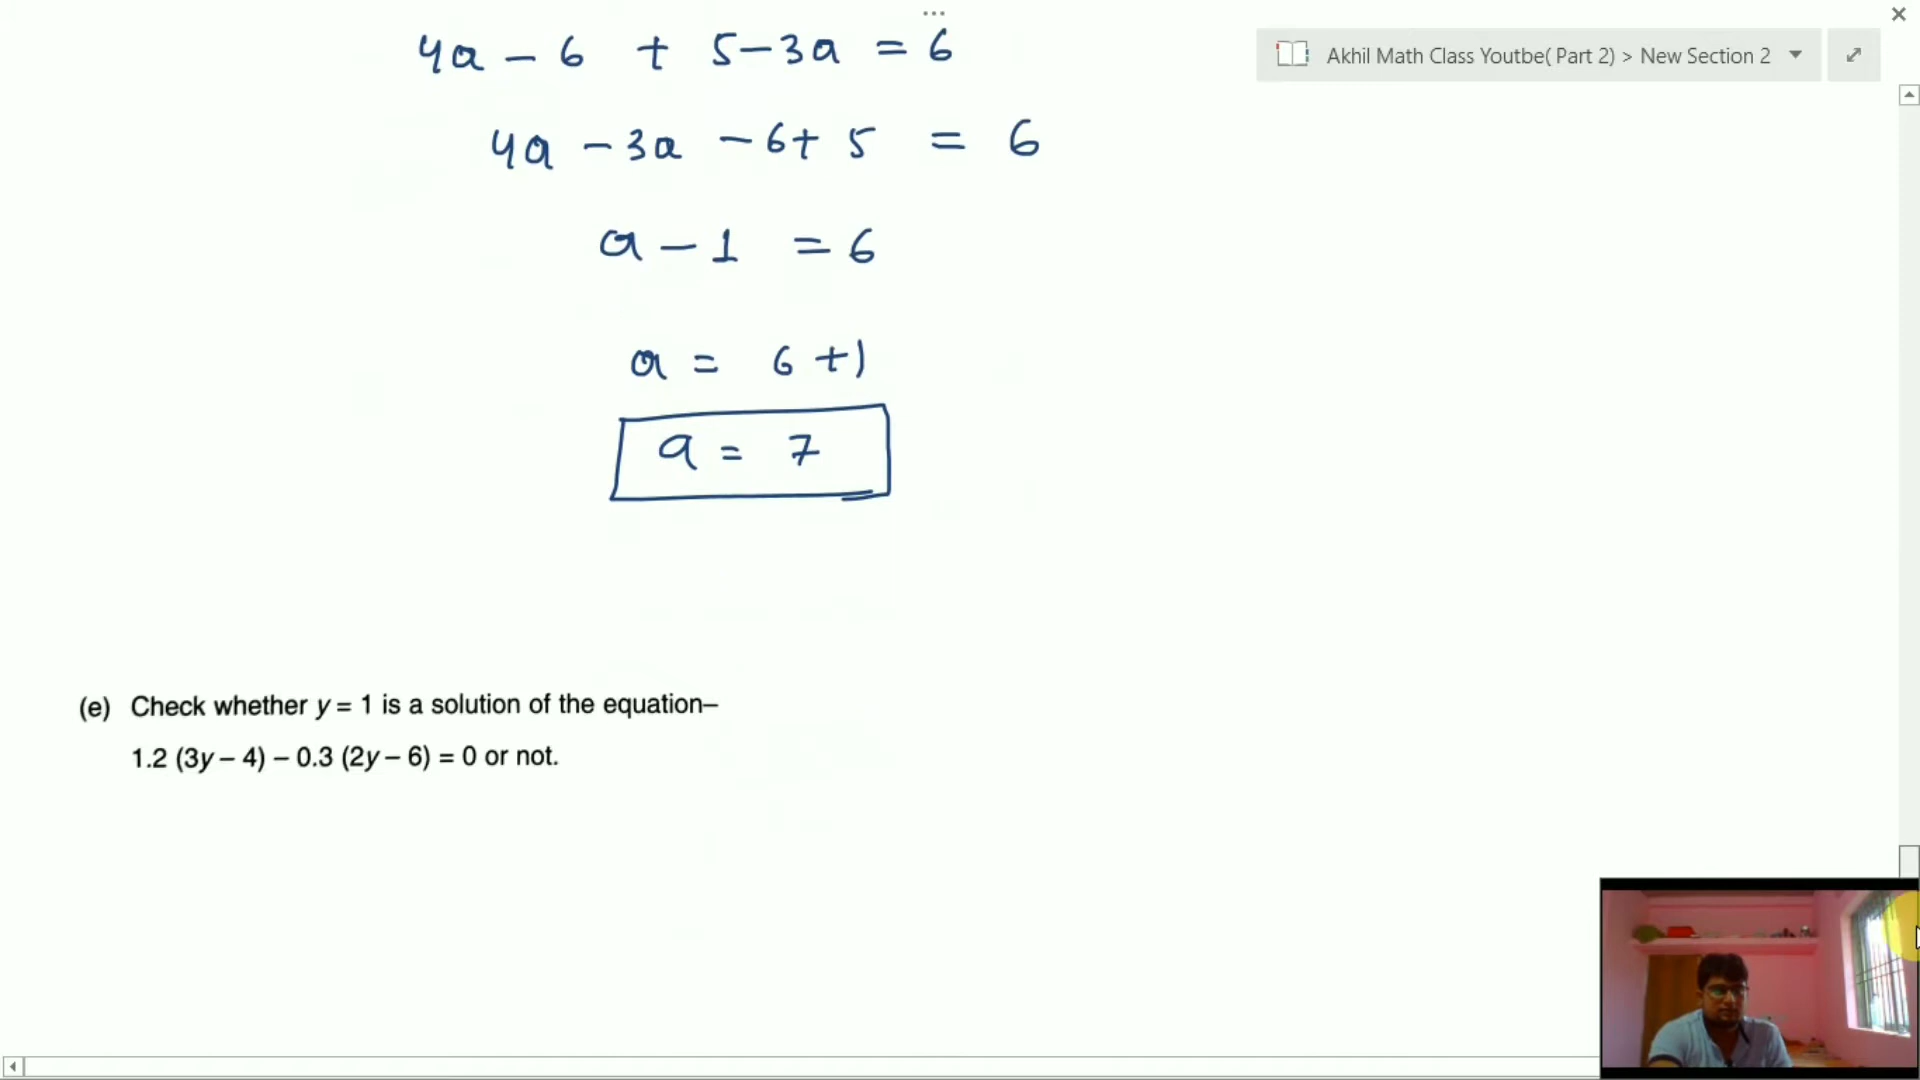 4a - 6 + 5 - 3a = 6
Akhil Math Class Youtbe( Part 2) > New Section 2
4a - 3a - 6 + 5 = 6
a - 1 = 6
a = 6 + 1
a = 7
(e) Check whether y = 1 is a solution of the equation–
1.2 (3y – 4) – 0.3 (2y – 6) = 0 or not.